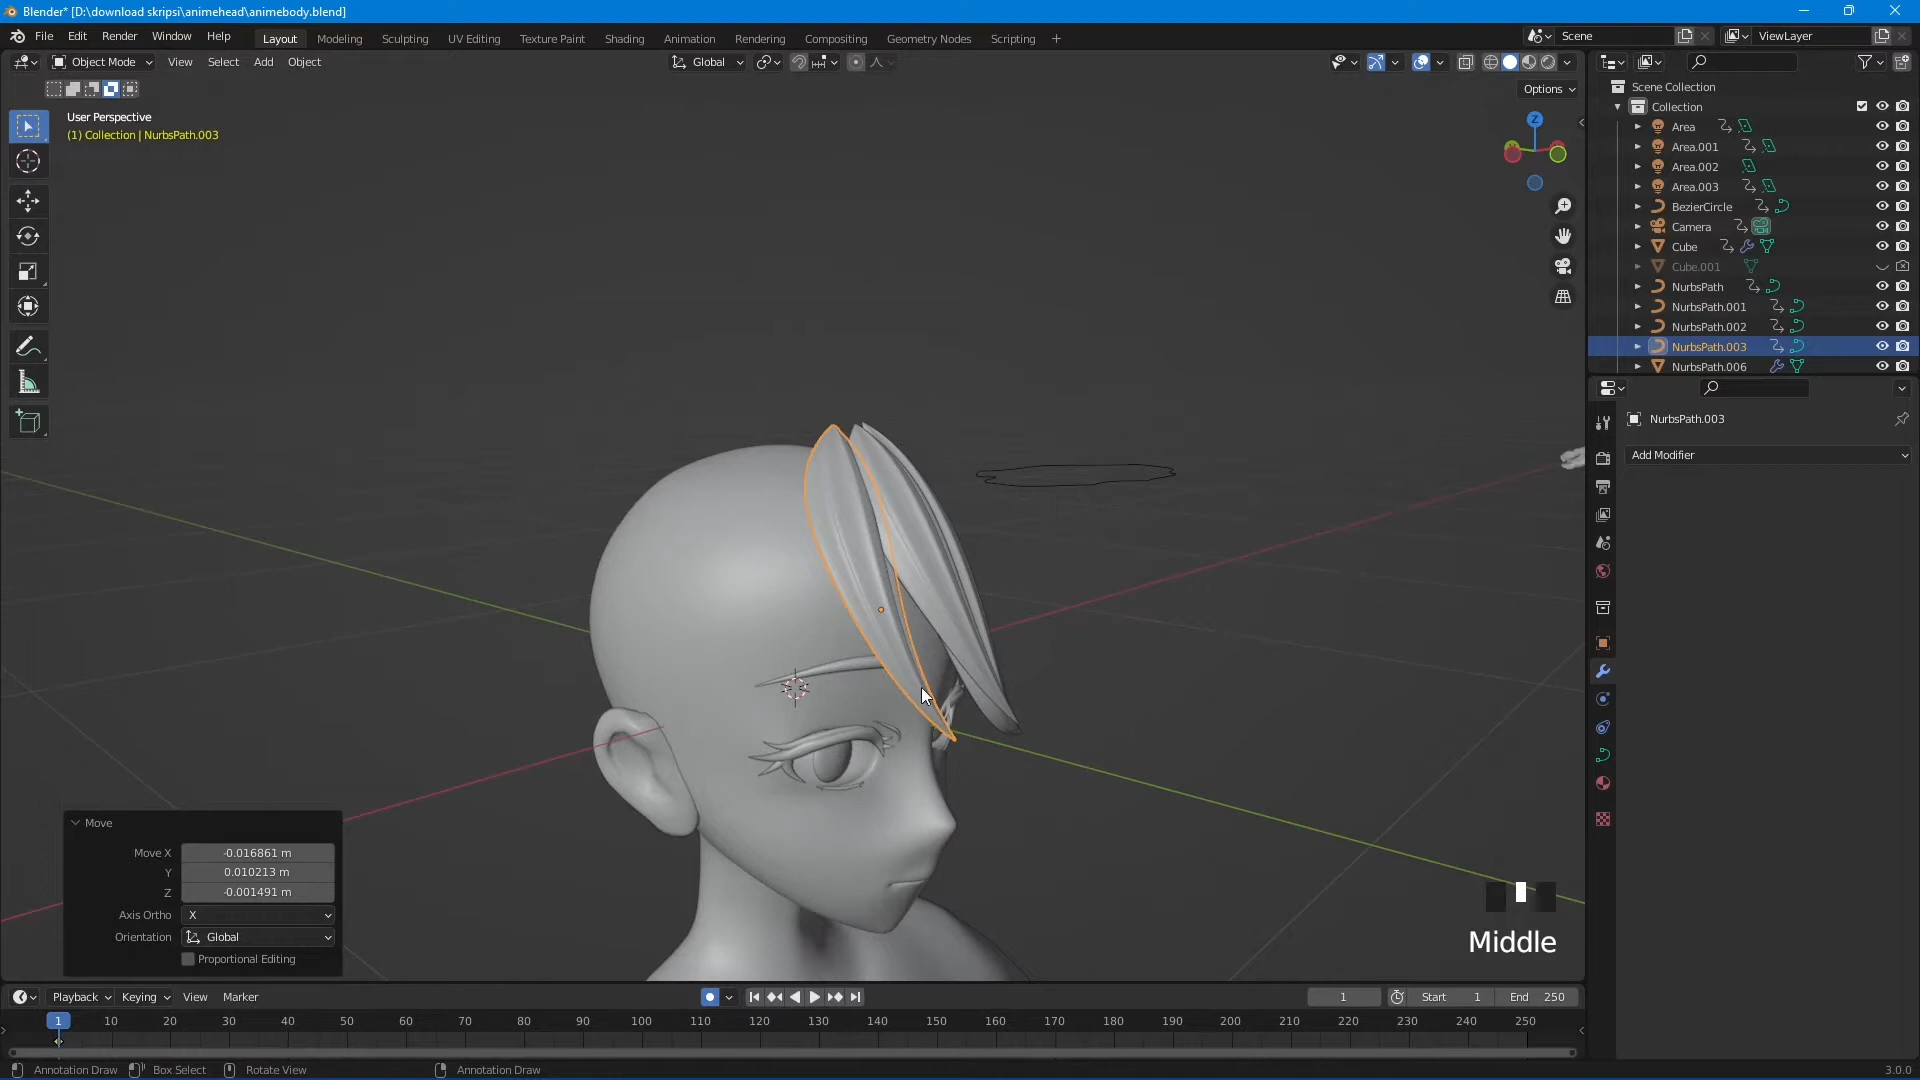 Blender* [D:\download skripsi\animehead\animebody.blend]
File Edit Render Window Help Layout Modeling Sculpting UV Editing Texture Paint Shading Animation Rendering Compositing Geometry Nodes Scripting + Scene ViewLayer
Object Mode View Select Add Object Global
Options
User Perspective
(1) Collection | NurbsPath.003
Z
Scene Collection
Collection
Area
Area.001
Area.002
Area.003
BezierCircle
Camera
Cube
Cube.001
NurbsPath
NurbsPath.001
NurbsPath.002
NurbsPath.003
NurbsPath.006
NurbsPath.003
Add Modifier
Move
Move X -0.016861 m
Y 0.010213 m
Z -0.001491 m
Axis Ortho X
Orientation Global
Proportional Editing
Middle
Playback Keying View Marker 1 Start 1 End 250
1 10 20 30 40 50 60 70 80 90 100 110 120 130 140 150 160 170 180 190 200 210 220 230 240 250
Annotation Draw Box Select Rotate View Annotation Draw 3.0.0